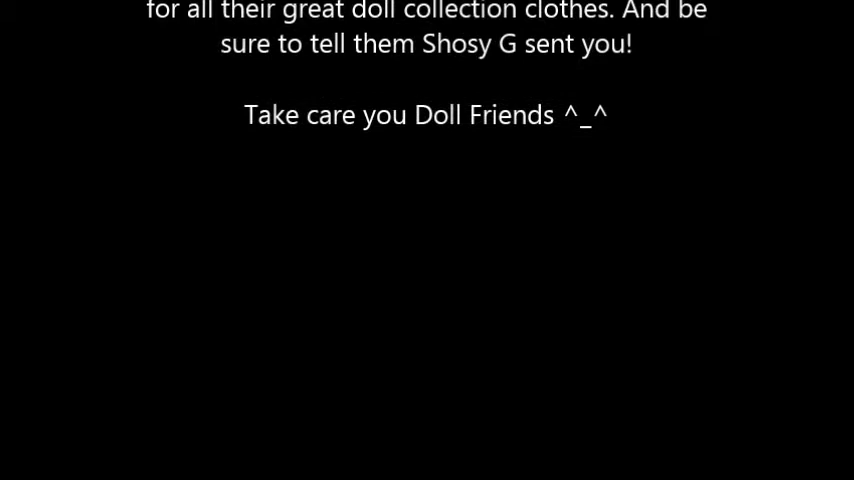 for all their great doll collection clothes. And be
sure to tell them Shosy G sent you!
Take care you Doll Friends ^_^